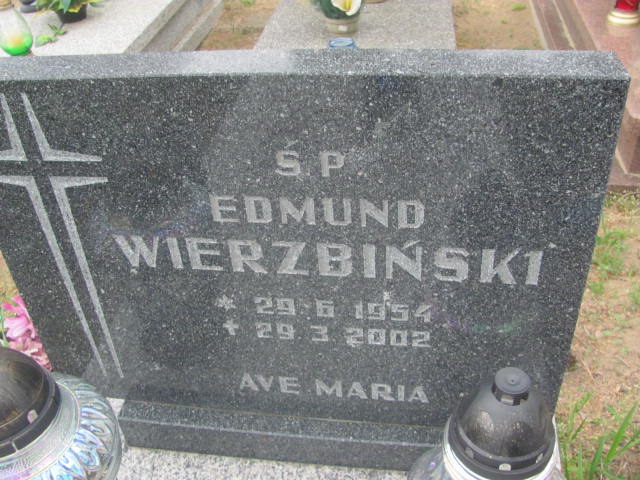 Ś P
EDMUND
WIERZBIŃSKI
* 29·6 1954
+ 29 3 2002
AVE MARIA